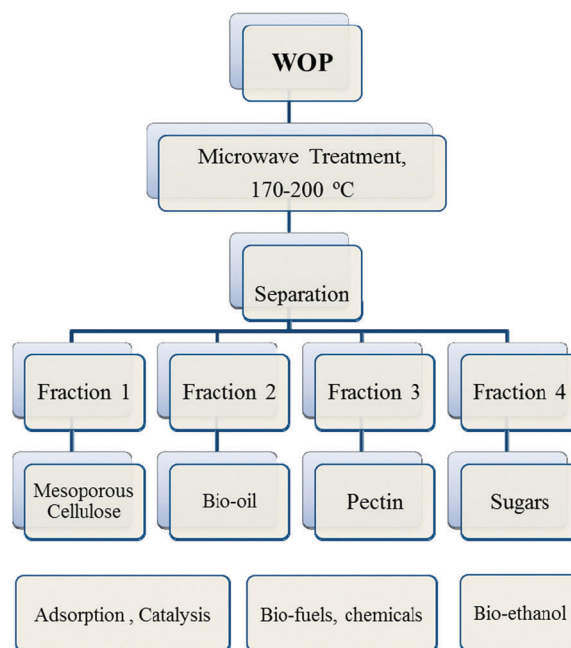 WOP
Microwave Treatment,
170-200 ºC
Separation
Fraction 1
Fraction 2
Fraction 3
Fraction 4
Mesoporous
Cellulose
Bio-oil
Pectin
Sugars
Adsorption , Catalysis
Bio-fuels, chemicals
Bio-ethanol